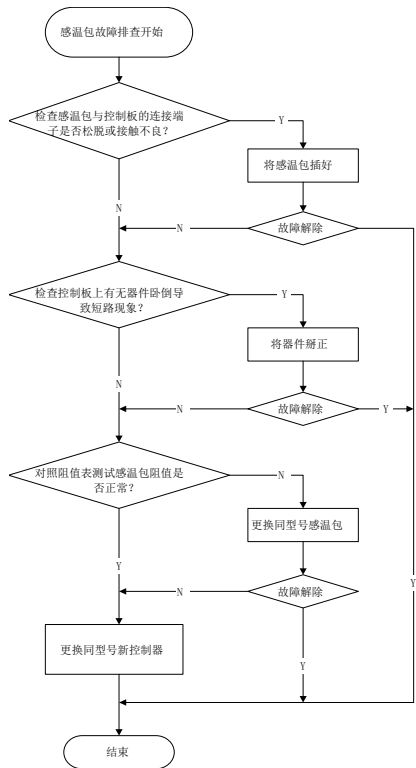 感温包故障排查开始
检查感温包与控制板的连接端
子是否松脱或接触不良？
Y
将感温包插好
N
N
故障解除
检查控制板上有无器件卧倒导
致短路现象？
Y
将器件掰正
N
N
故障解除
Y
对照阻值表测试感温包阻值是
否正常？
N
更换同型号感温包
Y
N
故障解除
Y
更换同型号新控制器
Y
结束